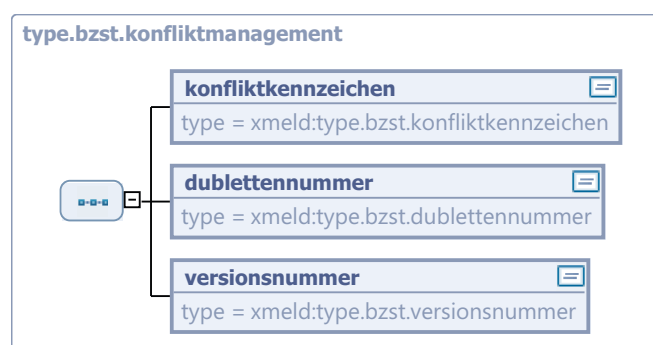 type.bzst.konfliktmanagement
konfliktkennzeichen
type = xmeld:type.bzst.konfliktkennzeichen
dublettennummer
type = xmeld:type.bzst.dublettennummer
versionsnummer
type = xmeld:type.bzst.versionsnummer